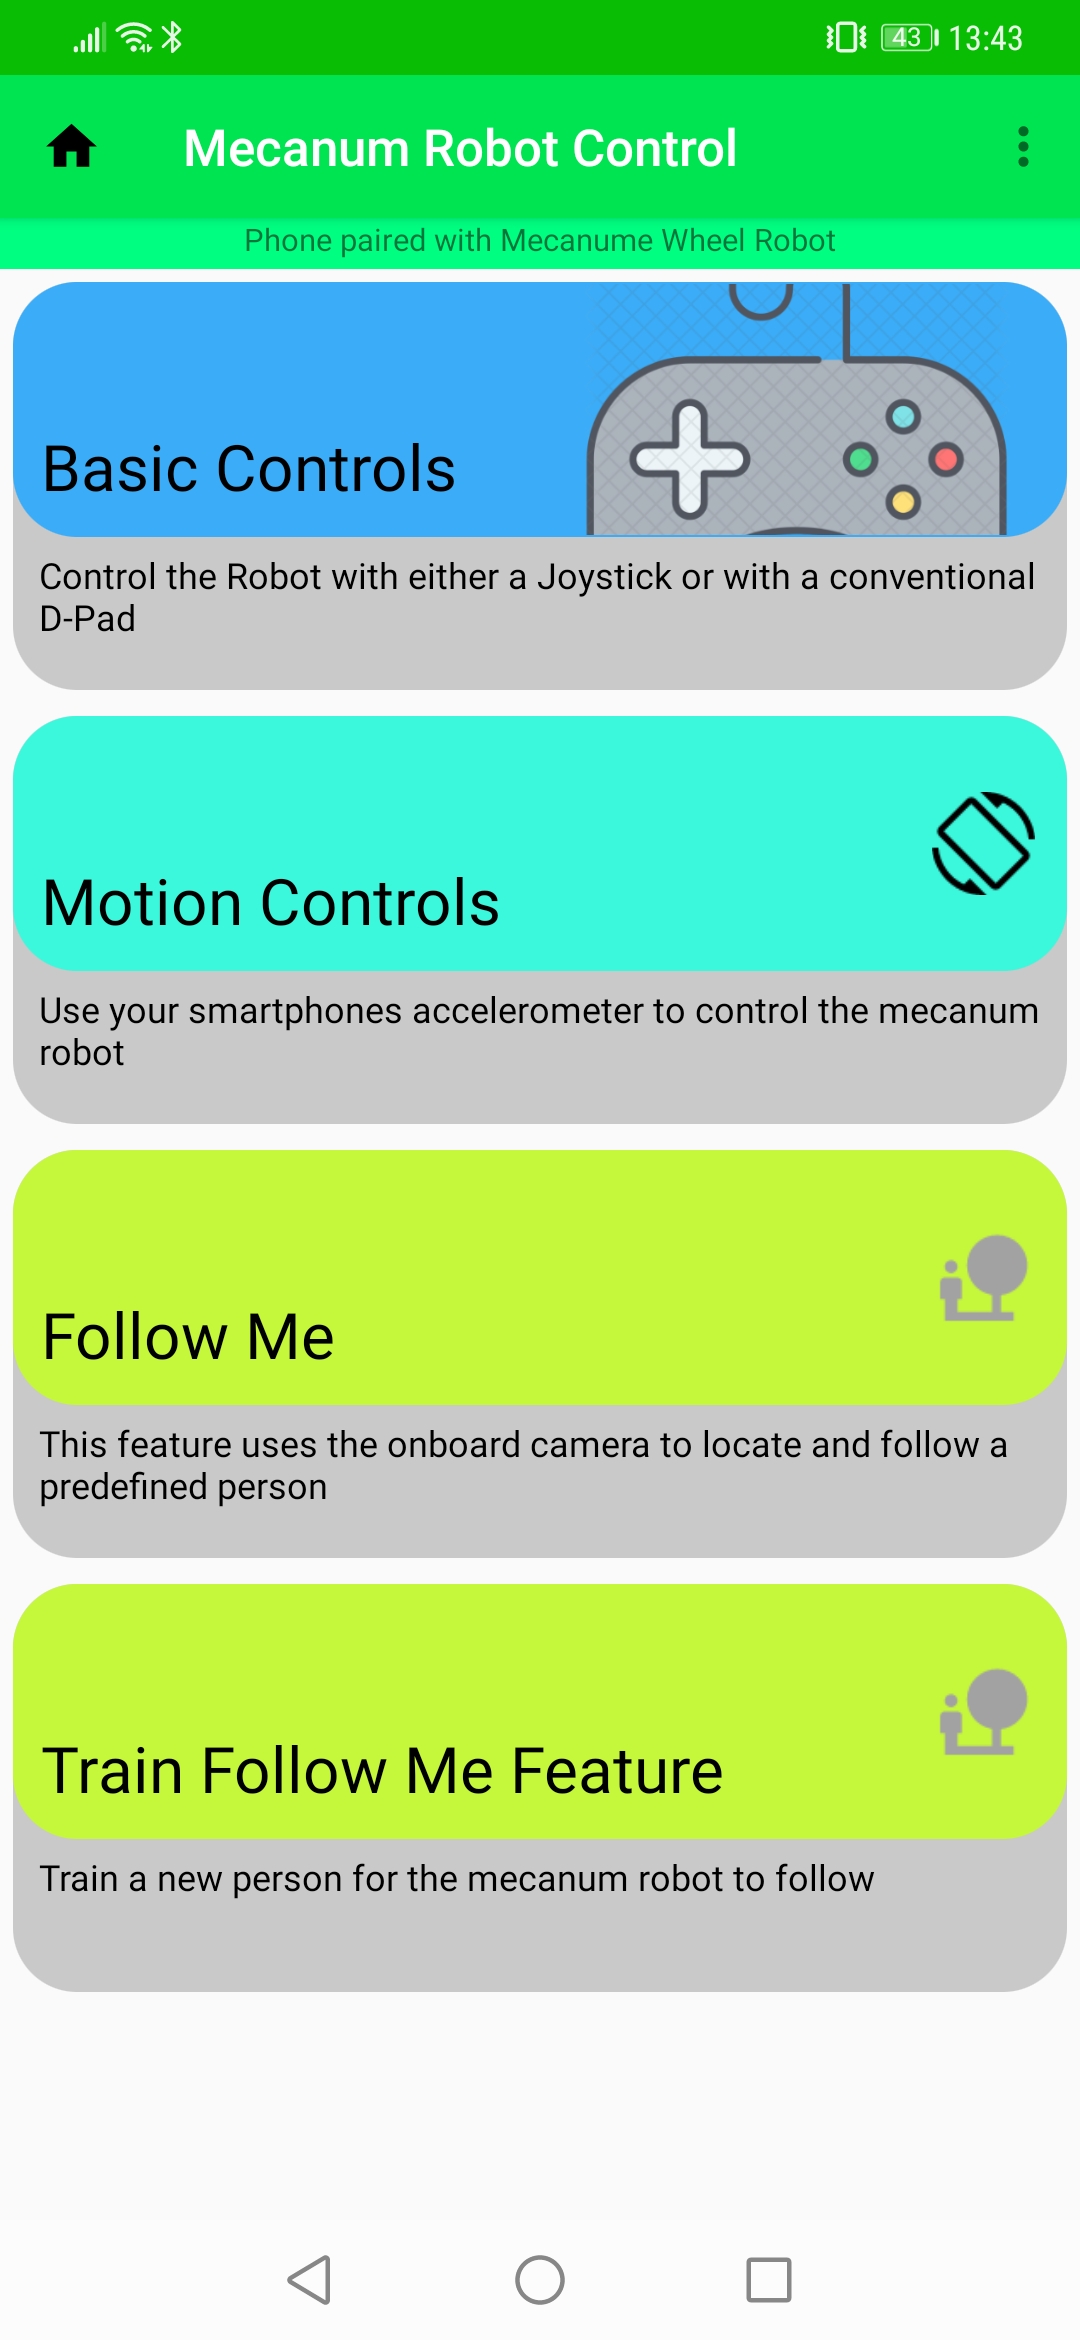 43 13:43
Mecanum Robot Control
Phone paired with Mecanume Wheel Robot
Basic Controls
Control the Robot with either a Joystick or with a conventional
D-Pad
Motion Controls
Use your smartphones accelerometer to control the mecanum
robot
Follow Me
This feature uses the onboard camera to locate and follow a
predefined person
Train Follow Me Feature
Train a new person for the mecanum robot to follow